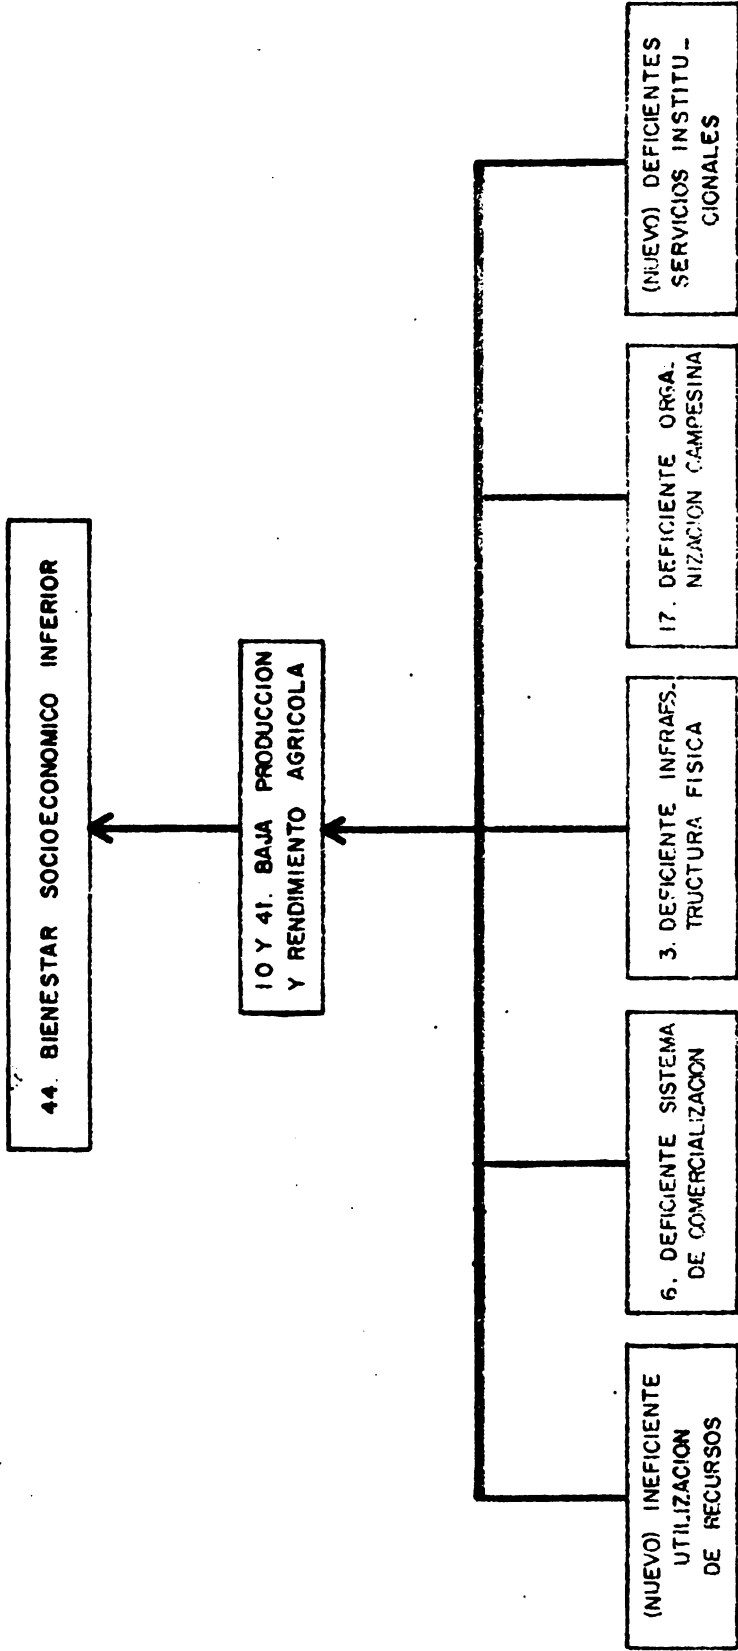 44. BIENESTAR SOCIOECONOMICO INFERIOR
10 Y 41. BAJA PRODUCCION
Y RENDIMIENTO AGRICOLA
(NUEVO) INEFICIENTE
UTILIZACION
DE RECURSOS
6. DEFICIENTE SISTEMA
DE COMERCIALIZACION
3. DEFICIENTE INFRAES-
TRUCTURA FISICA
17. DEFICIENTE ORGA-
NIZACION CAMPESINA
(NUEVO) DEFICIENTES
SERVICIOS INSTITU-
CIONALES